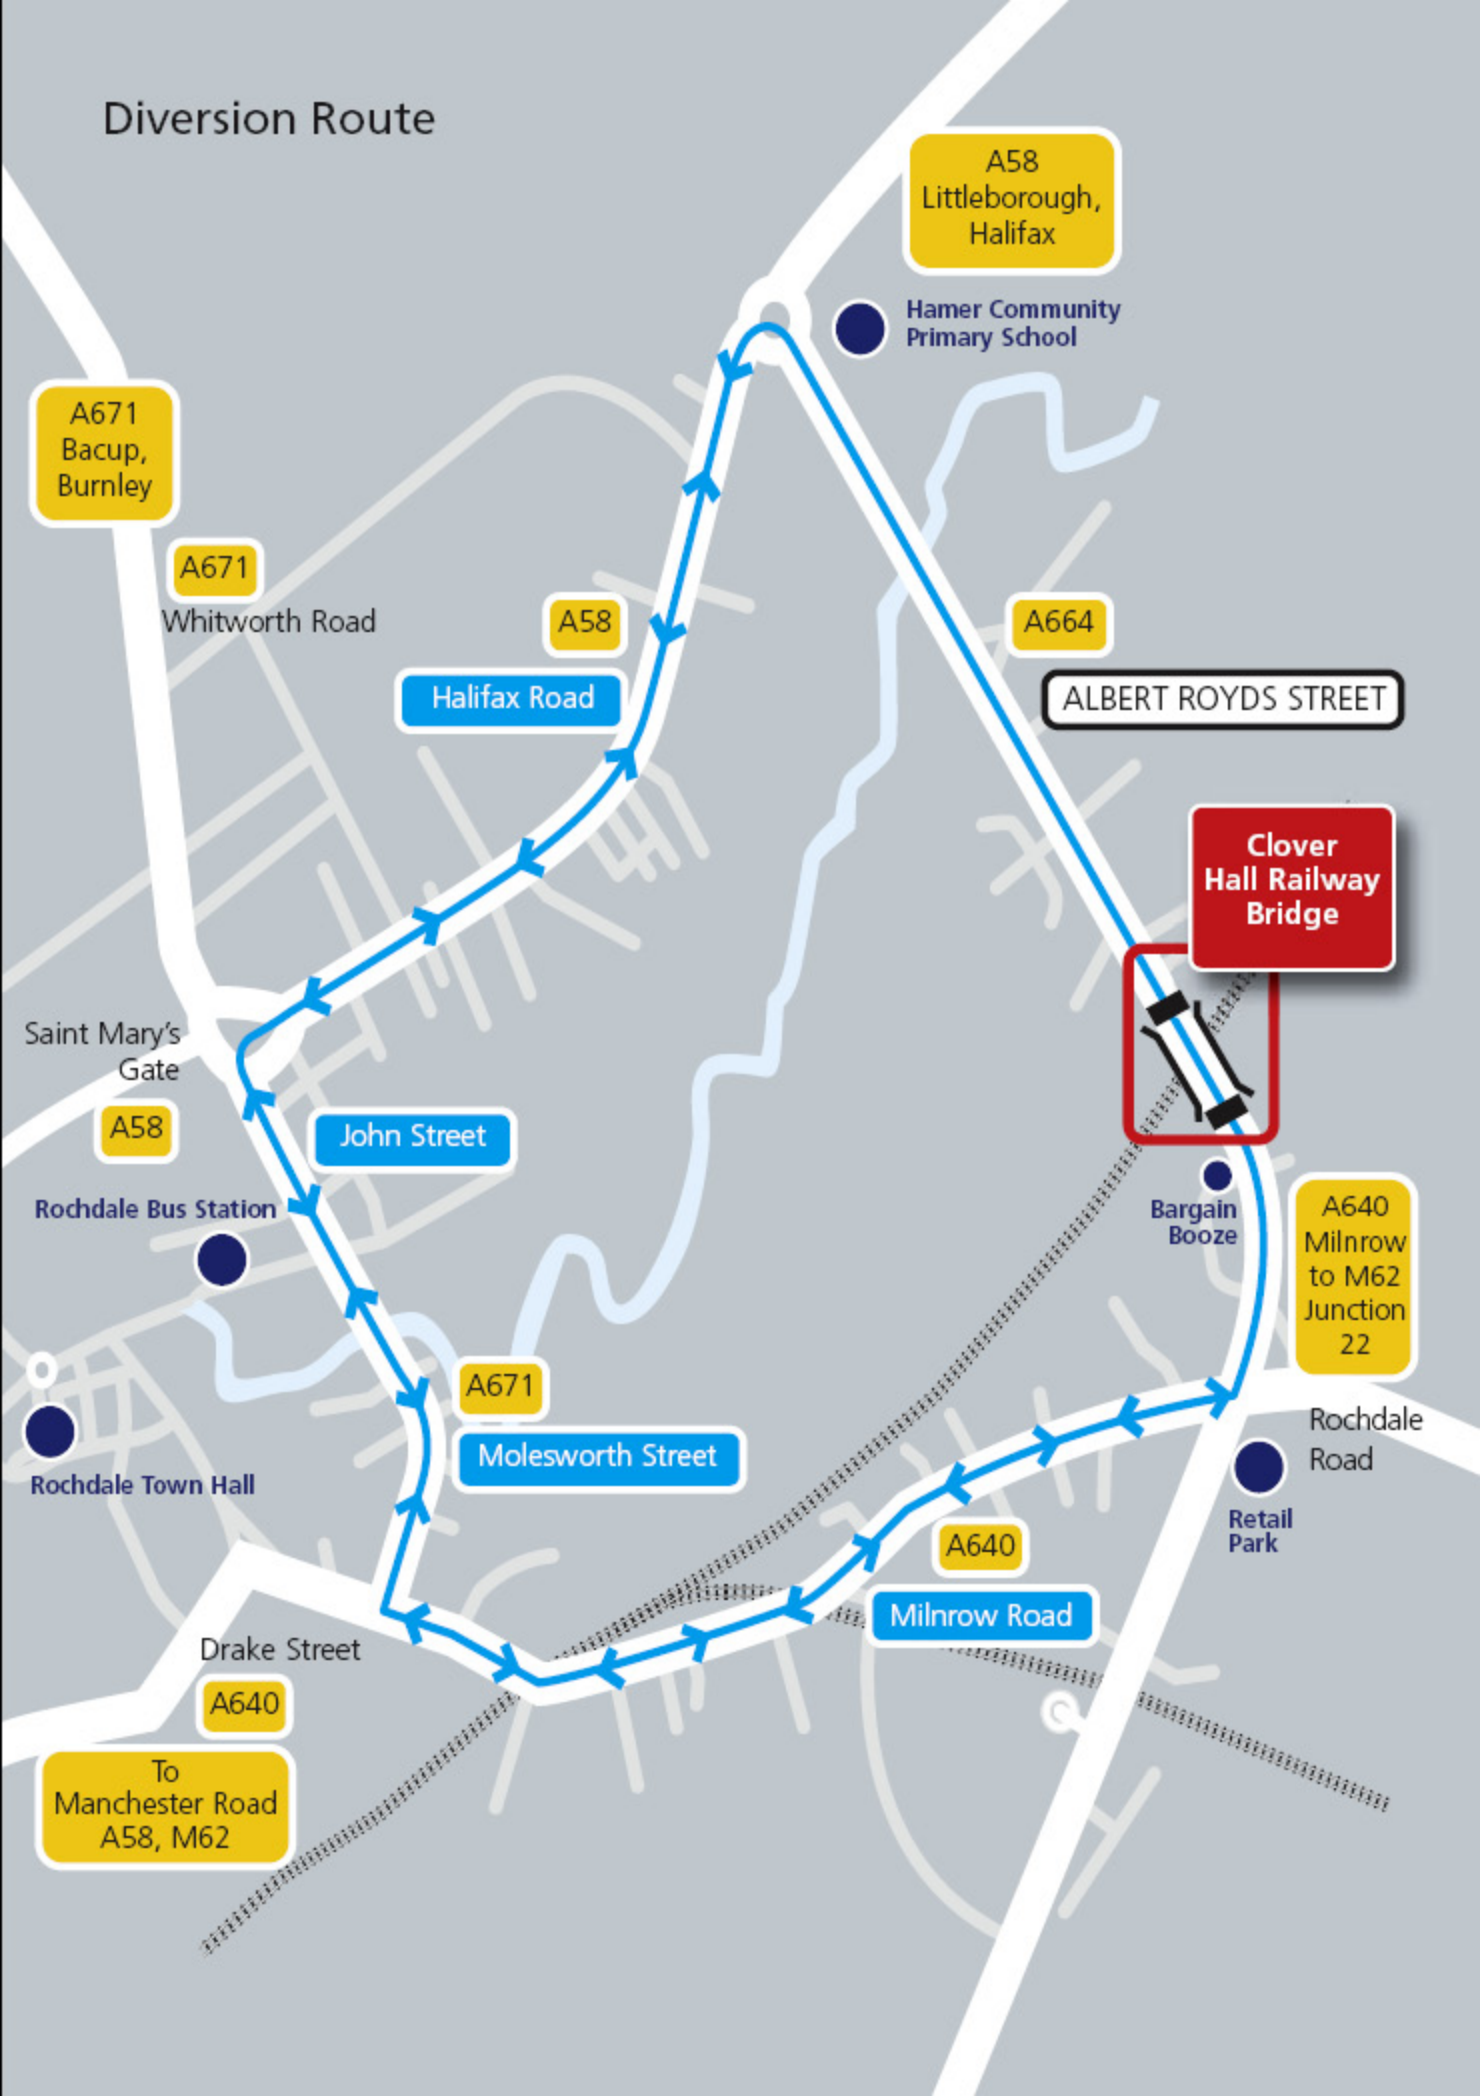 Diversion Route
A58
Littleborough,
Halifax
Hamer Community
Primary School
A671
Bacup,
Burnley
A671
Whitworth Road
A58
Halifax Road
A664
ALBERT ROYDS STREET
Clover
Hall Railway
Bridge
Saint Mary's
Gate
A58
John Street
Rochdale Bus Station
Bargain
Booze
A640
Milnrow
to M62
Junction
22
A671
Molesworth Street
Rochdale
Road
Rochdale Town Hall
Retail
Park
A640
Milnrow Road
Drake Street
A640
To
Manchester Road
A58, M62